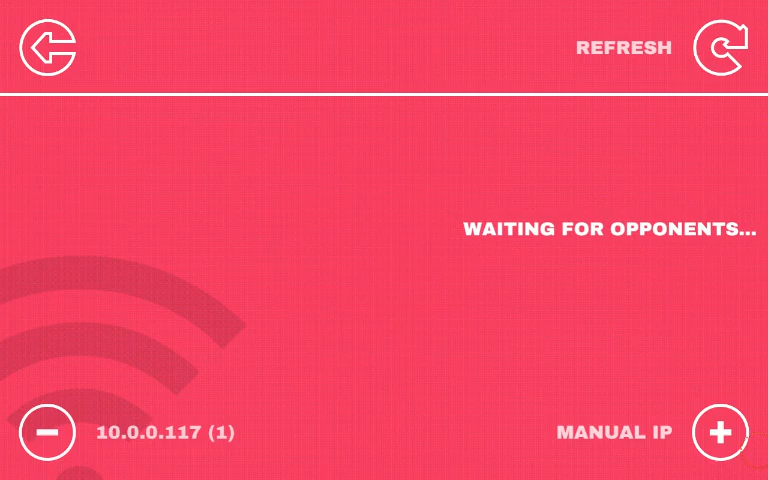 REFRESH
WAITING FOR OPPONENTS...
10.0.0.117 (1)
MANUAL IP